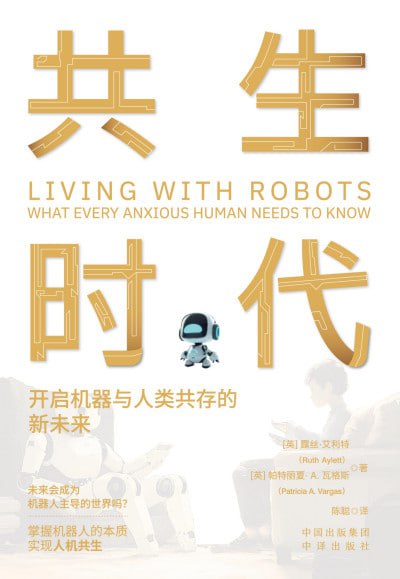 共生
LIVING WITH ROBOTS
WHAT EVERY ANXIOUS HUMAN NEEDS TO KNOW
时代
开启机器与人类共存的
新未来
[英] 露丝·艾利特
(Ruth Aylett)
[英] 帕特丽夏·A. 瓦格斯 著
(Patricia A. Vargas)
陈聪 译
未来会成为
机器人主导的世界吗?
掌握机器人的本质
实现人机共生
中国出版集团
中译出版社